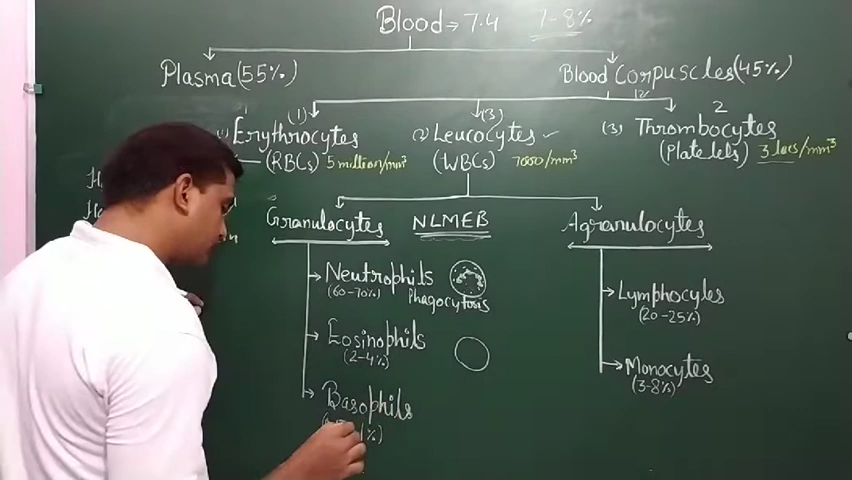 Blood → 7.4 7-8%
Plasma (55%)
Blood Corpuscles (45%)
(1) (3) 2
Erythrocytes (2) Leucocytes (3) Thrombocytes
(RBCs) 5 million/mm³ (WBCs) 7000/mm³ (Platelets) 3 lacs/mm³
Granulocytes NLMEB Agranulocytes
Neutrophils
(60-70%) Phagocytosis
Lymphocytes
(20-25%)
Eosinophils
(2-4%)
Monocytes
(3-8%)
Basophils